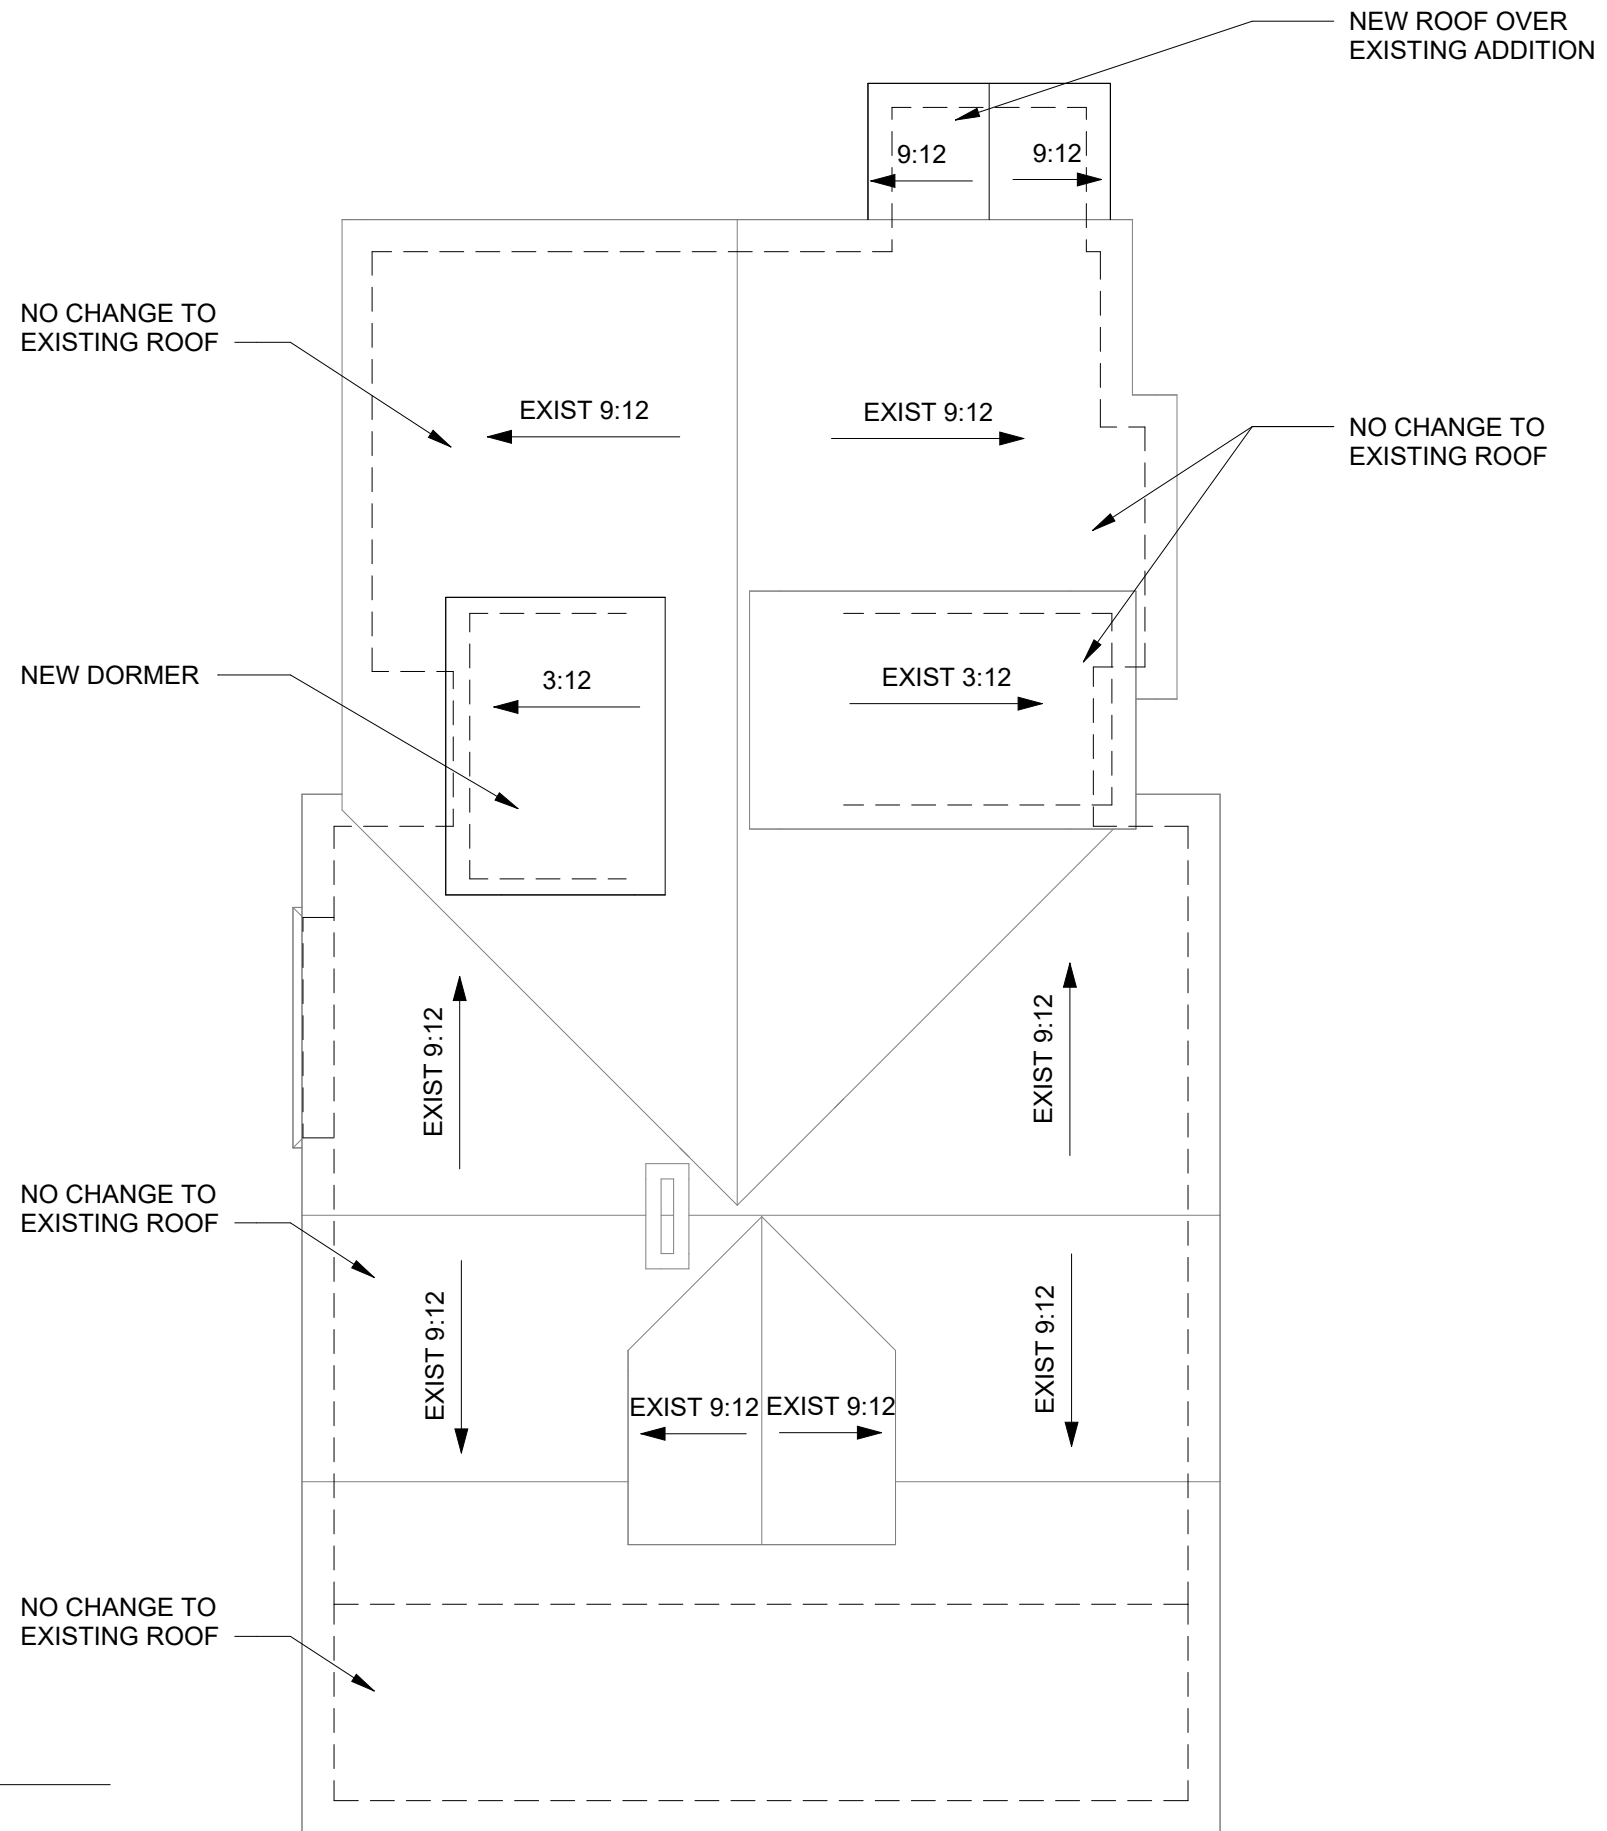 NEW ROOF OVER
EXISTING ADDITION
9:12
9:12
NO CHANGE TO
EXISTING ROOF
EXIST 9:12
EXIST 9:12
NO CHANGE TO
EXISTING ROOF
NEW DORMER
3:12
EXIST 3:12
EXIST 9:12
EXIST 9:12
NO CHANGE TO
EXISTING ROOF
EXIST 9:12
EXIST 9:12
EXIST 9:12
EXIST 9:12
NO CHANGE TO
EXISTING ROOF